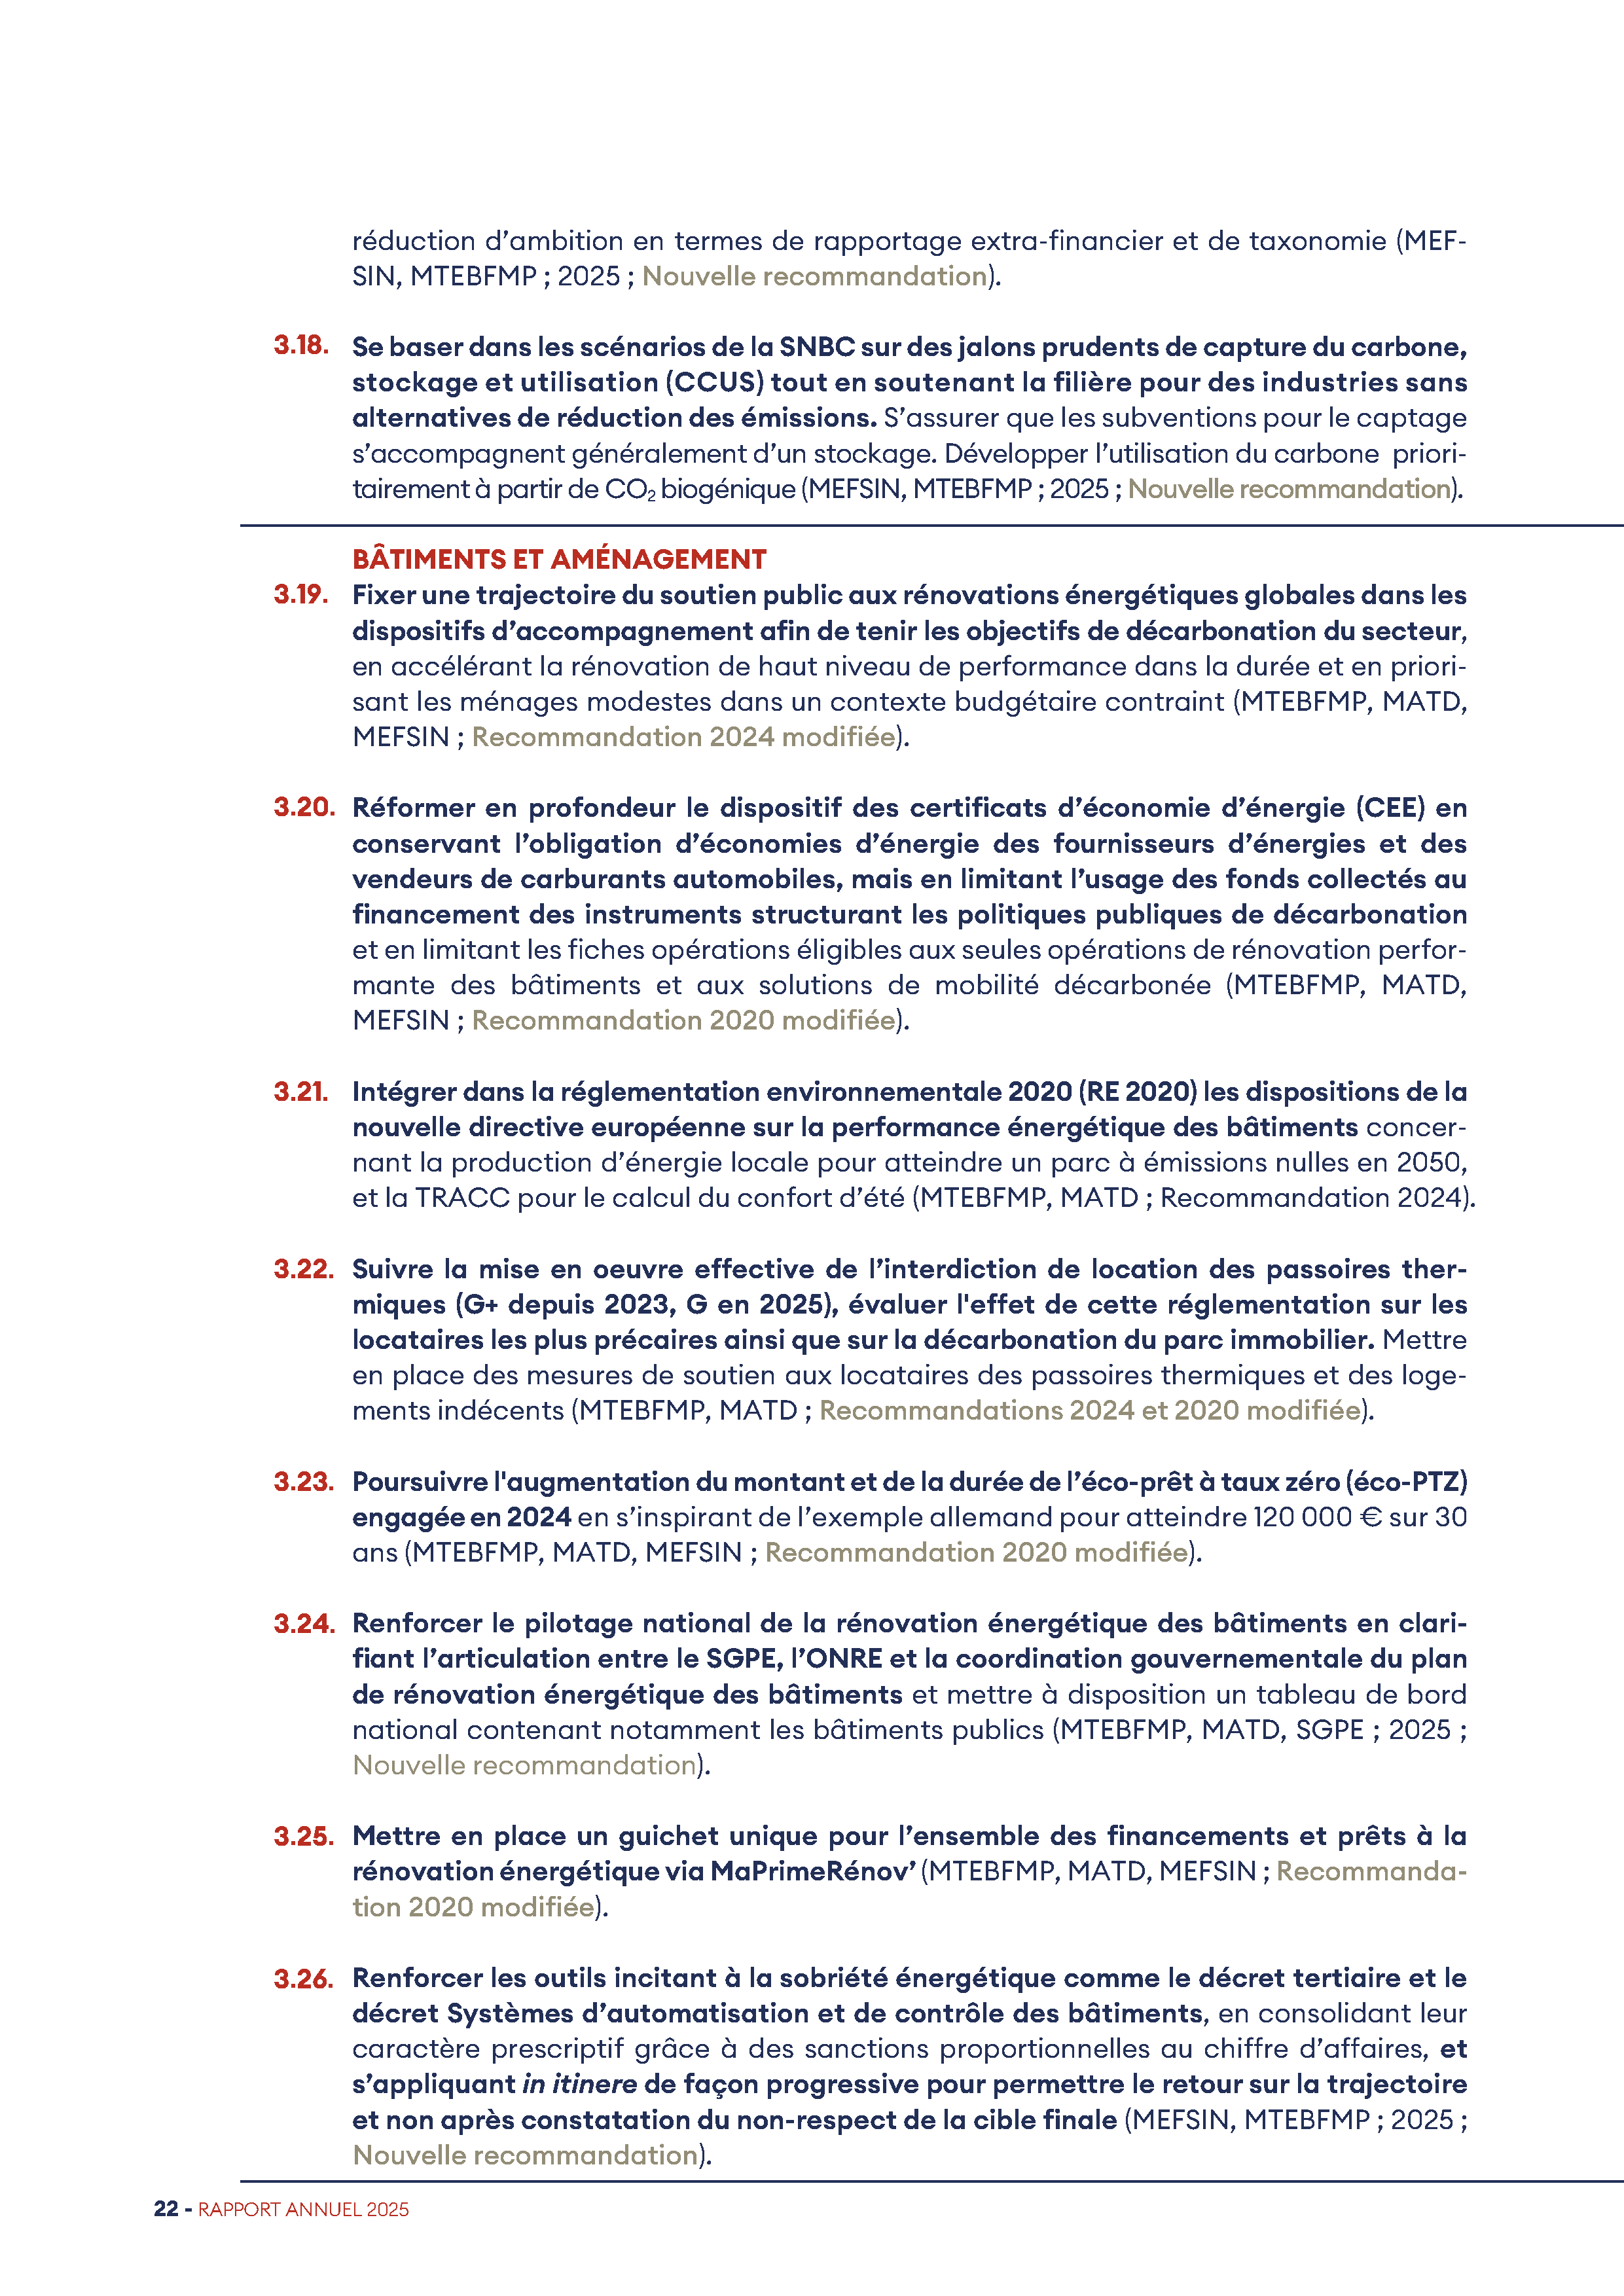 réduction d’ambition en termes de rapportage extra-financier et de taxonomie (MEF-
SIN, MTEBFMP ; 2025 ; Nouvelle recommandation).
3.18. Se baser dans les scénarios de la SNBC sur des jalons prudents de capture du carbone,
stockage et utilisation (CCUS) tout en soutenant la filière pour des industries sans
alternatives de réduction des émissions. S’assurer que les subventions pour le captage
s’accompagnent généralement d’un stockage. Développer l’utilisation du carbone priori-
tairement à partir de CO₂ biogénique (MEFSIN, MTEBFMP ; 2025 ; Nouvelle recommandation).
BÂTIMENTS ET AMÉNAGEMENT
3.19. Fixer une trajectoire du soutien public aux rénovations énergétiques globales dans les
dispositifs d’accompagnement afin de tenir les objectifs de décarbonation du secteur,
en accélérant la rénovation de haut niveau de performance dans la durée et en priori-
sant les ménages modestes dans un contexte budgétaire contraint (MTEBFMP, MATD,
MEFSIN ; Recommandation 2024 modifiée).
3.20. Réformer en profondeur le dispositif des certificats d’économie d’énergie (CEE) en
conservant l’obligation d’économies d’énergie des fournisseurs d’énergies et des
vendeurs de carburants automobiles, mais en limitant l’usage des fonds collectés au
financement des instruments structurant les politiques publiques de décarbonation
et en limitant les fiches opérations éligibles aux seules opérations de rénovation perfor-
mante des bâtiments et aux solutions de mobilité décarbonée (MTEBFMP, MATD,
MEFSIN ; Recommandation 2020 modifiée).
3.21. Intégrer dans la réglementation environnementale 2020 (RE 2020) les dispositions de la
nouvelle directive européenne sur la performance énergétique des bâtiments concer-
nant la production d’énergie locale pour atteindre un parc à émissions nulles en 2050,
et la TRACC pour le calcul du confort d’été (MTEBFMP, MATD ; Recommandation 2024).
3.22. Suivre la mise en oeuvre effective de l’interdiction de location des passoires ther-
miques (G+ depuis 2023, G en 2025), évaluer l'effet de cette réglementation sur les
locataires les plus précaires ainsi que sur la décarbonation du parc immobilier. Mettre
en place des mesures de soutien aux locataires des passoires thermiques et des loge-
ments indécents (MTEBFMP, MATD ; Recommandations 2024 et 2020 modifiée).
3.23. Poursuivre l'augmentation du montant et de la durée de l’éco-prêt à taux zéro (éco-PTZ)
engagée en 2024 en s’inspirant de l’exemple allemand pour atteindre 120 000 € sur 30
ans (MTEBFMP, MATD, MEFSIN ; Recommandation 2020 modifiée).
3.24. Renforcer le pilotage national de la rénovation énergétique des bâtiments en clari-
fiant l’articulation entre le SGPE, l’ONRE et la coordination gouvernementale du plan
de rénovation énergétique des bâtiments et mettre à disposition un tableau de bord
national contenant notamment les bâtiments publics (MTEBFMP, MATD, SGPE ; 2025 ;
Nouvelle recommandation).
3.25. Mettre en place un guichet unique pour l’ensemble des financements et prêts à la
rénovation énergétique via MaPrimeRénov’ (MTEBFMP, MATD, MEFSIN ; Recommanda-
tion 2020 modifiée).
3.26. Renforcer les outils incitant à la sobriété énergétique comme le décret tertiaire et le
décret Systèmes d’automatisation et de contrôle des bâtiments, en consolidant leur
caractère prescriptif grâce à des sanctions proportionnelles au chiffre d’affaires, et
s’appliquant in itinere de façon progressive pour permettre le retour sur la trajectoire
et non après constatation du non-respect de la cible finale (MEFSIN, MTEBFMP ; 2025 ;
Nouvelle recommandation).
22 - RAPPORT ANNUEL 2025